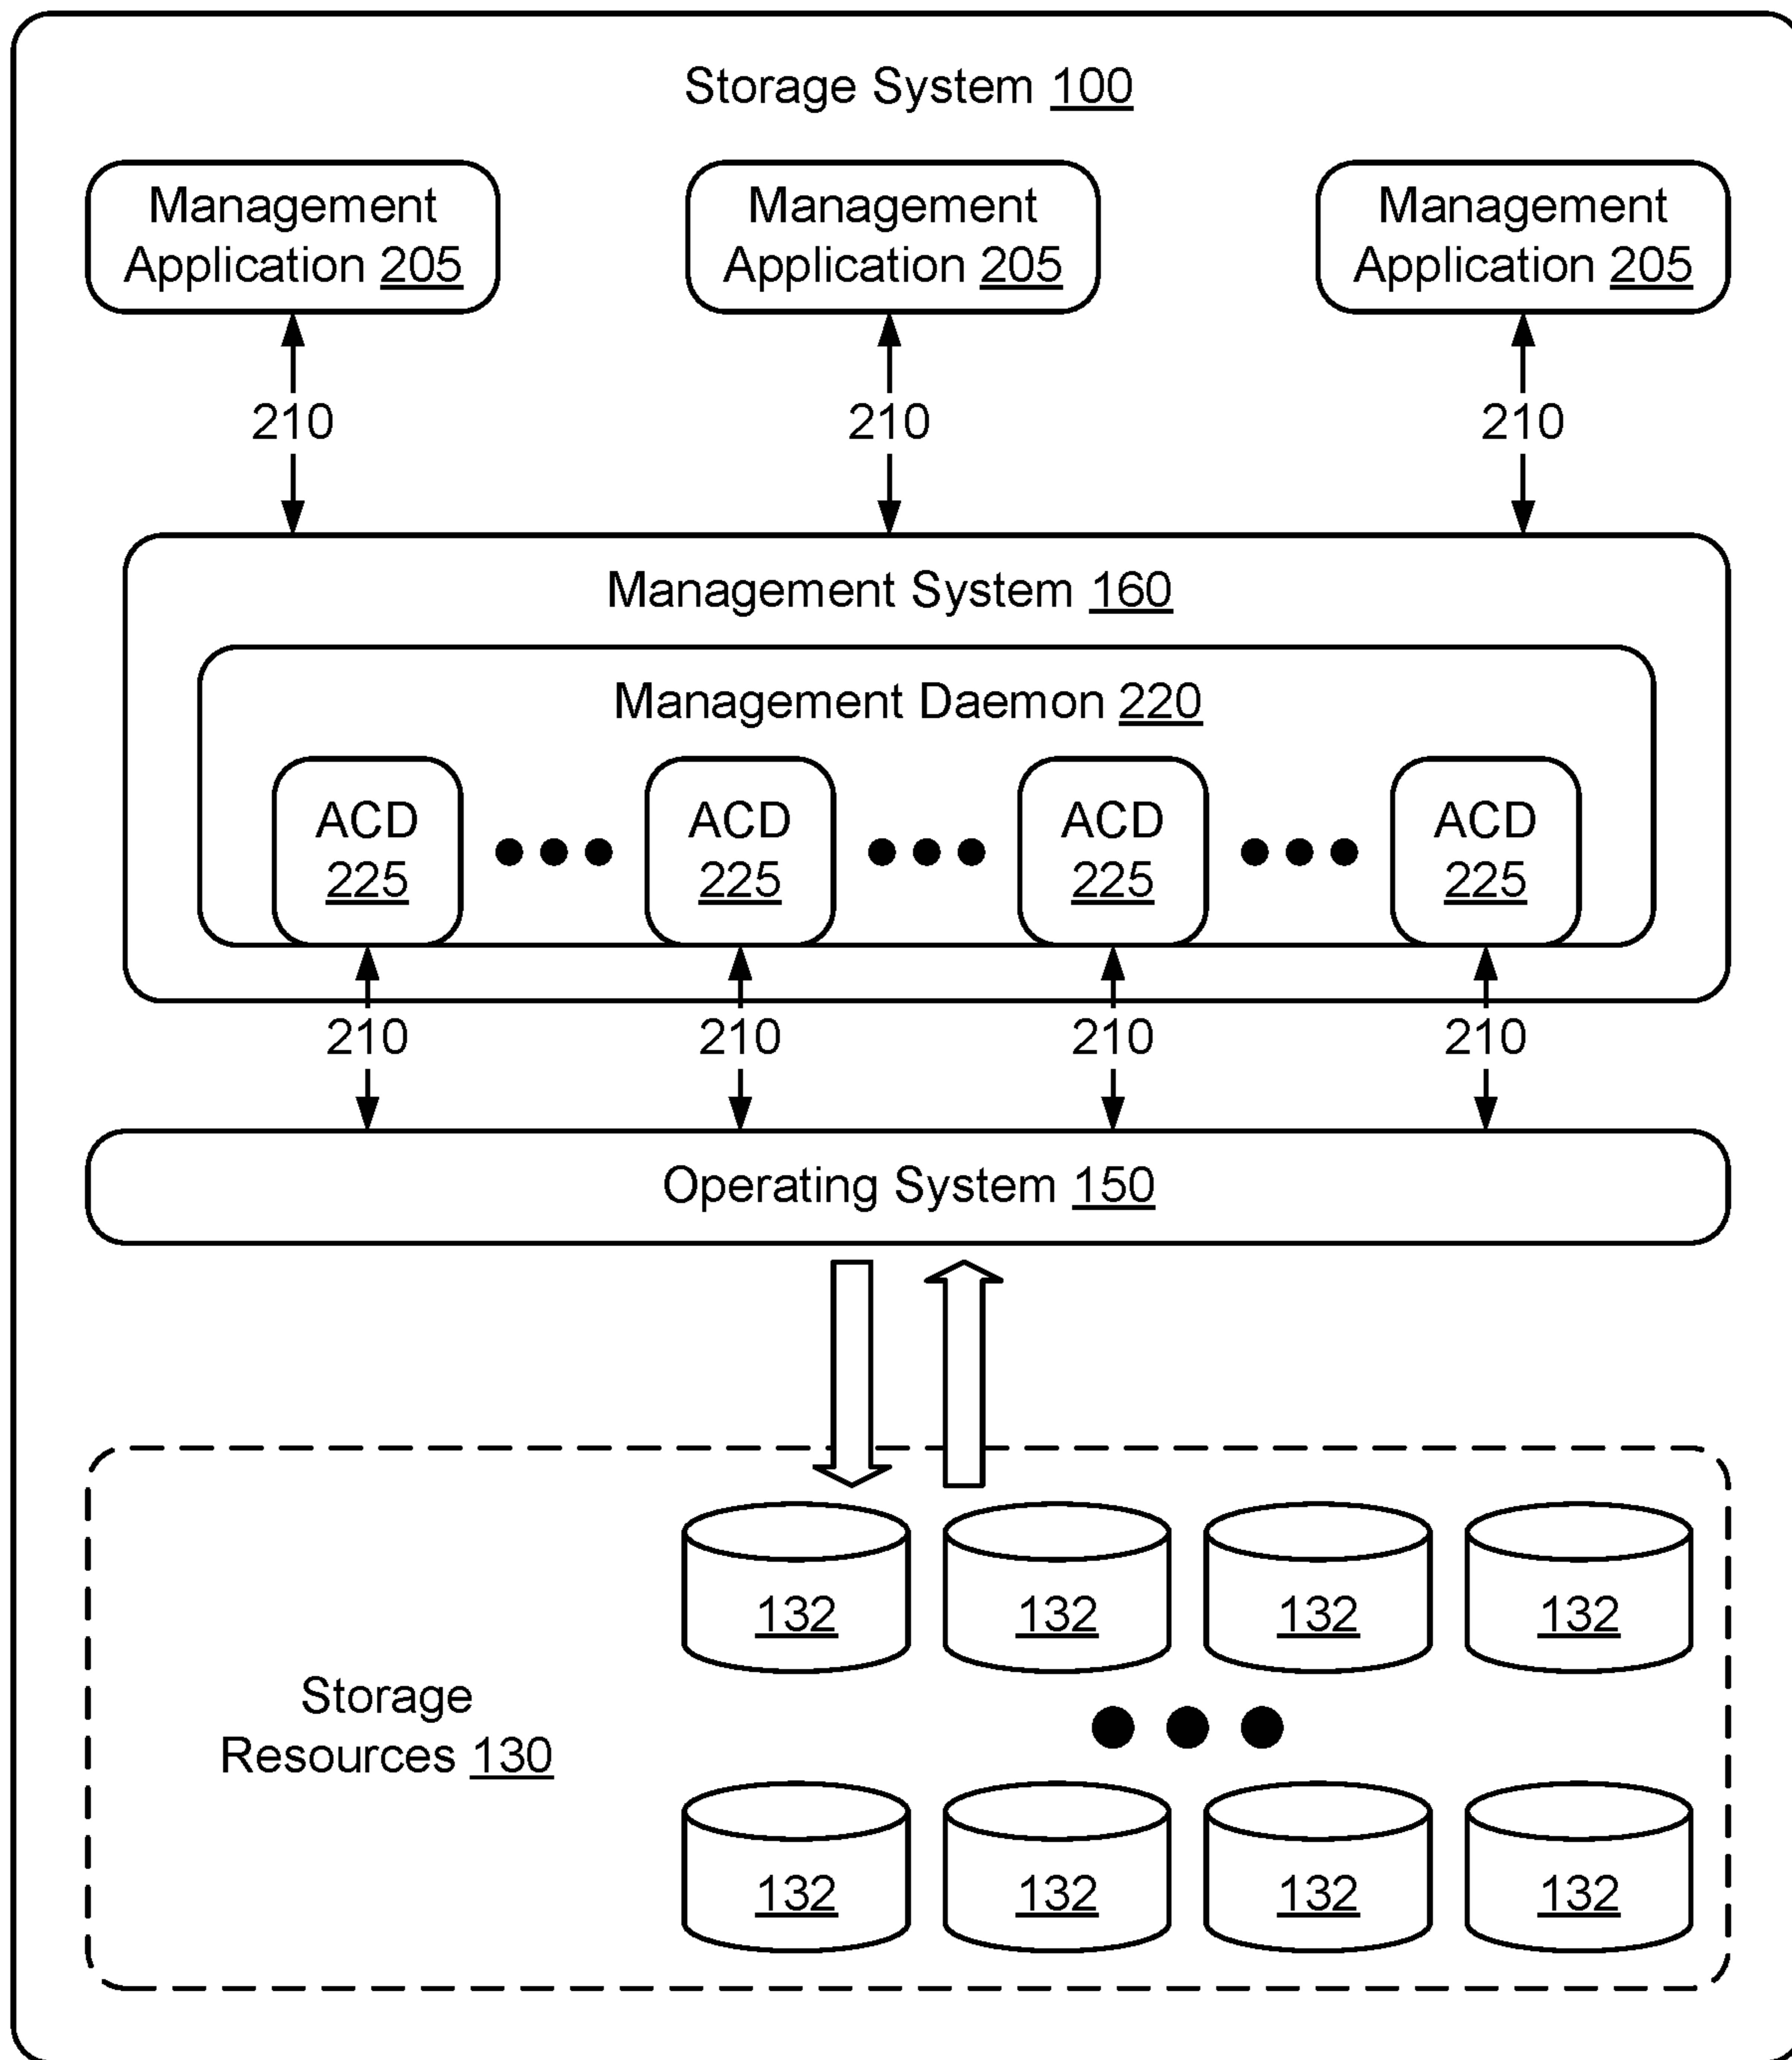 Storage System 100
Management
Application 205
Management
Application 205
Management
Application 205
210
210
210
Management System 160
Management Daemon 220
ACD
225
ACD
225
ACD
225
ACD
225
210
210
210
210
Operating System 150
132
132
132
132
Storage
Resources 130
132
132
132
132